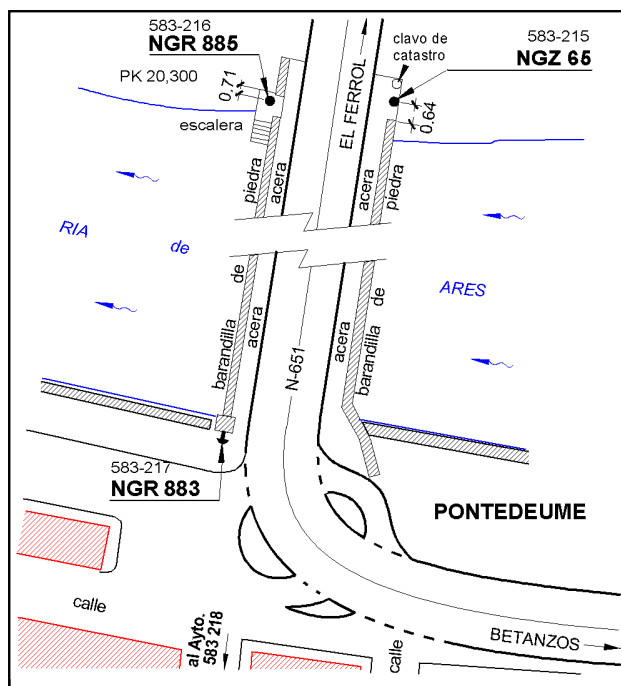 583-216
NGR 885
PK 20,300
0,71
escalera
EL FERROL
clavo de
catastro
583-215
NGZ 65
0.64
piedra
acera
acera
piedra
RIA
de
de
acera
barandilla
N-651
acera
de
barandilla
ARES
583-217
NGR 883
PONTEDEUME
calle
al Ayto.
583 218
calle
BETANZOS